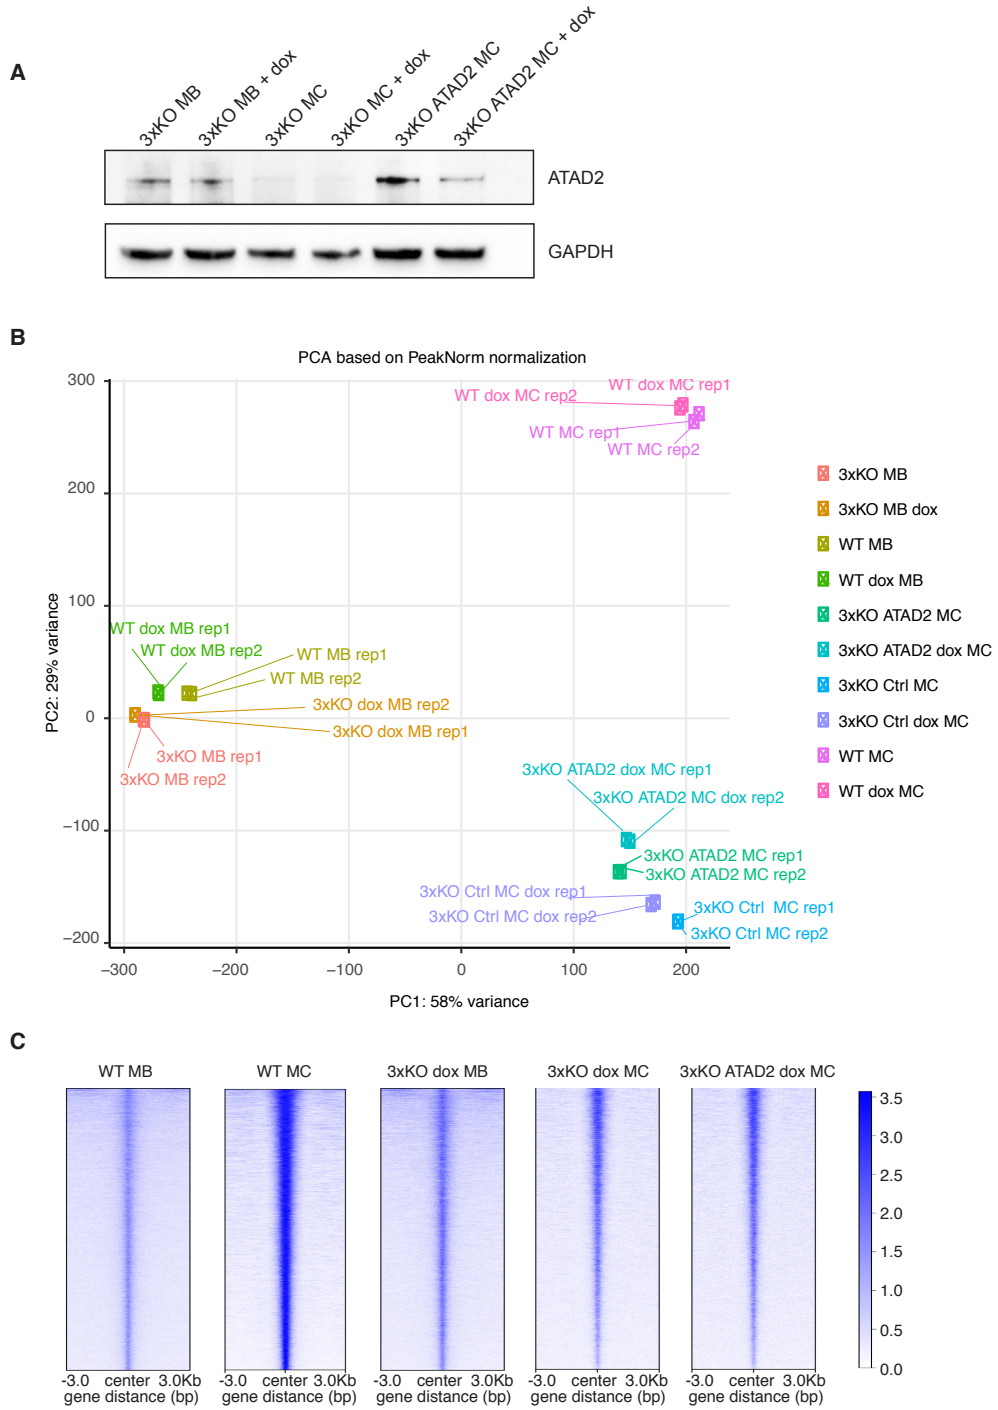 A
3xKO MB
3xKO MB + dox
3xKO MC
3xKO MC + dox
3xKO ATAD2 MC
3xKO ATAD2 MC + dox
ATAD2
GAPDH
B
PCA based on PeakNorm normalization
300
200
100
0
−100
−200
PC2: 29% variance
WT dox MC rep1
WT dox MC rep2
WT MC rep1
WT MC rep2
WT dox MB rep1
WT dox MB rep2
WT MB rep1
WT MB rep2
3xKO dox MB rep2
3xKO dox MB rep1
3xKO MB rep1
3xKO MB rep2
3xKO ATAD2 dox MC rep1
3xKO ATAD2 MC dox rep2
3xKO ATAD2 MC rep1
3xKO ATAD2 MC rep2
3xKO Ctrl MC dox rep1
3xKO Ctrl MC dox rep2
3xKO Ctrl  MC rep1
3xKO Ctrl MC rep2
−300 −200 −100 0 100 200
PC1: 58% variance
3xKO MB
3xKO MB dox
WT MB
WT dox MB
3xKO ATAD2 MC
3xKO ATAD2 dox MC
3xKO Ctrl MC
3xKO Ctrl dox MC
WT MC
WT dox MC
C
WT MB
WT MC
3xKO dox MB
3xKO dox MC
3xKO ATAD2 dox MC
-3.0 center 3.0Kb
gene distance (bp)
-3.0 center 3.0Kb
gene distance (bp)
-3.0 center 3.0Kb
gene distance (bp)
-3.0 center 3.0Kb
gene distance (bp)
-3.0 center 3.0Kb
gene distance (bp)
3.5
3.0
2.5
2.0
1.5
1.0
0.5
0.0